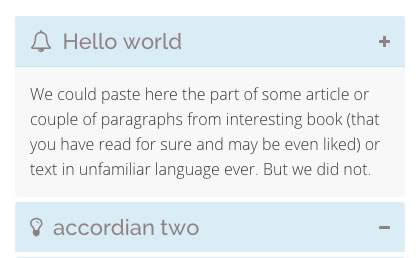 Hello world
We could paste here the part of some article or
couple of paragraphs from interesting book (that
you have read for sure and may be even liked) or
text in unfamiliar language ever. But we did not.
accordian two